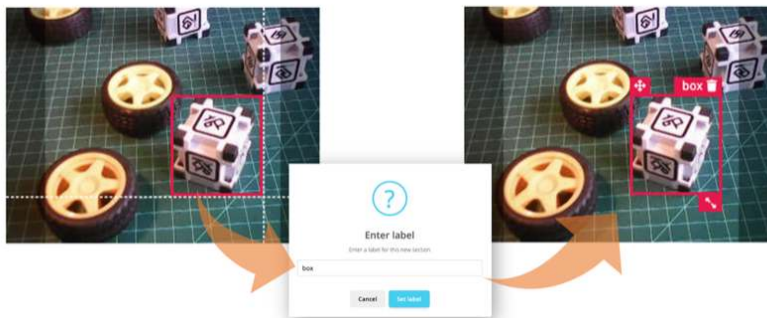 box
?
Enter label
Enter a label for this new section
box
Cancel
Set label